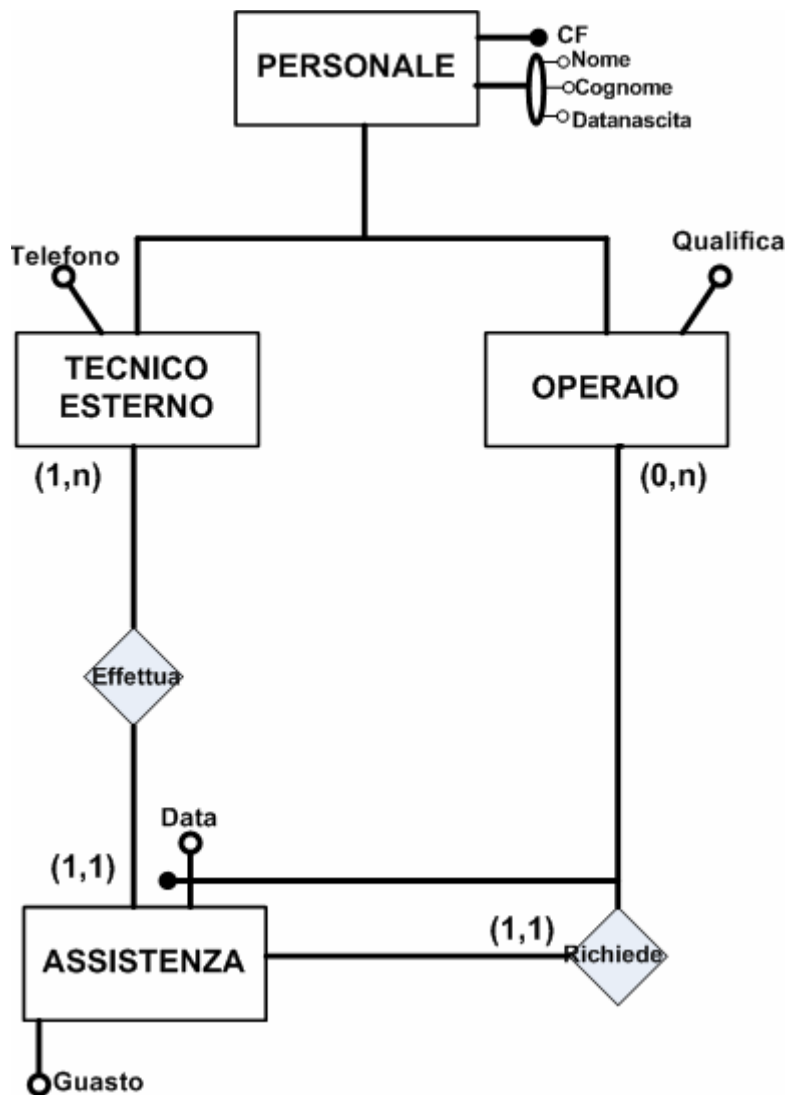 PERSONALE
CF
Nome
Cognome
Datanascita
Telefono
Qualifica
TECNICO
ESTERNO
OPERAIO
(1,n)
(0,n)
Effettua
Data
(1,1)
(1,1)
ASSISTENZA
Richiede
Guasto